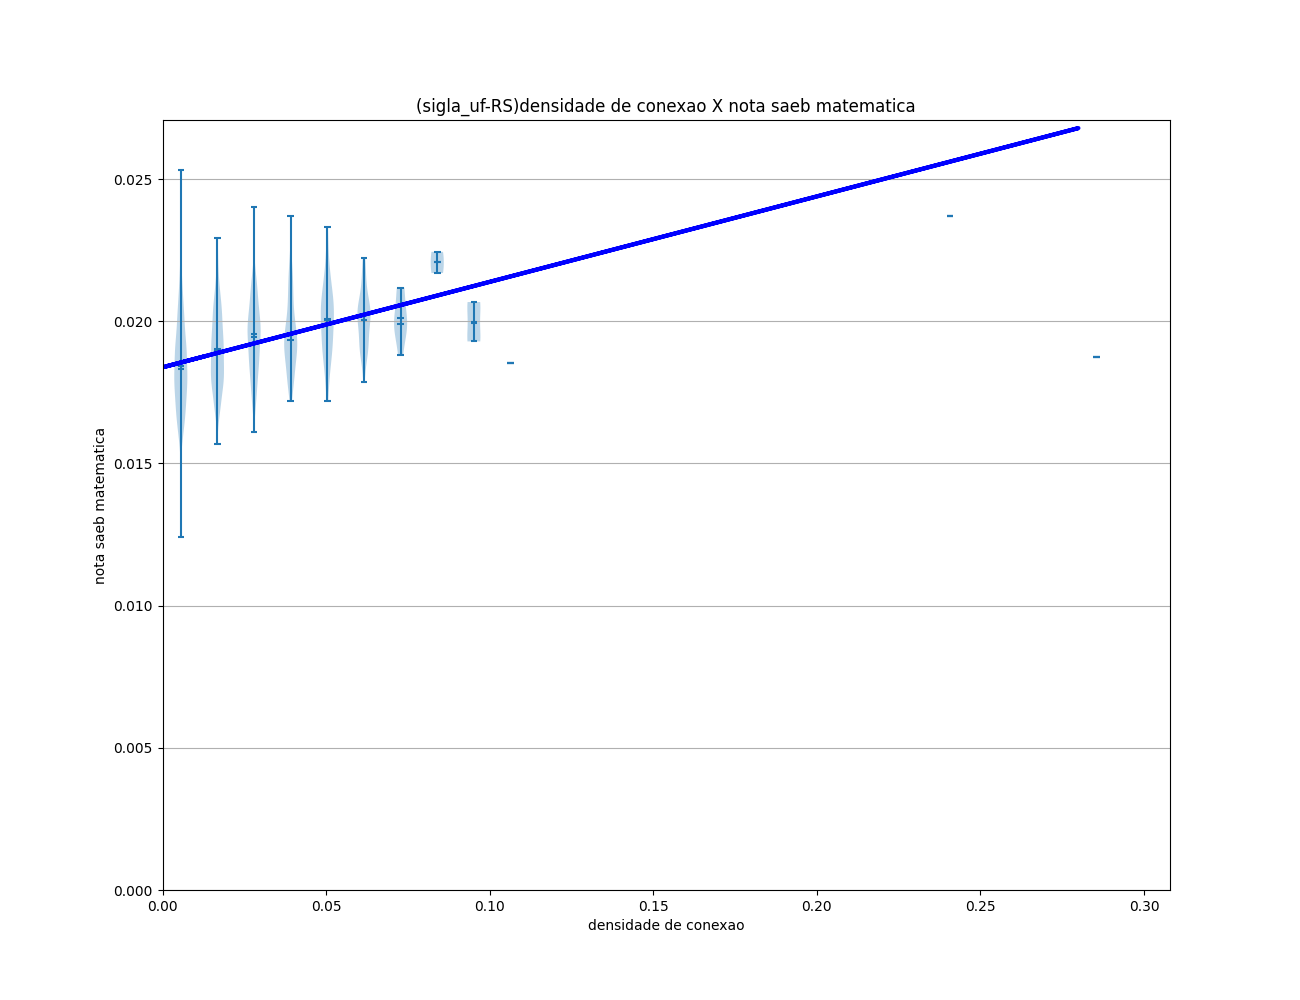 (sigla_uf-RS)densidade de conexao X nota saeb matematica
0.025
0.020
0.015
0.010
0.005
0.000
nota saeb matematica
0.00 0.05 0.10 0.15 0.20 0.25 0.30
densidade de conexao